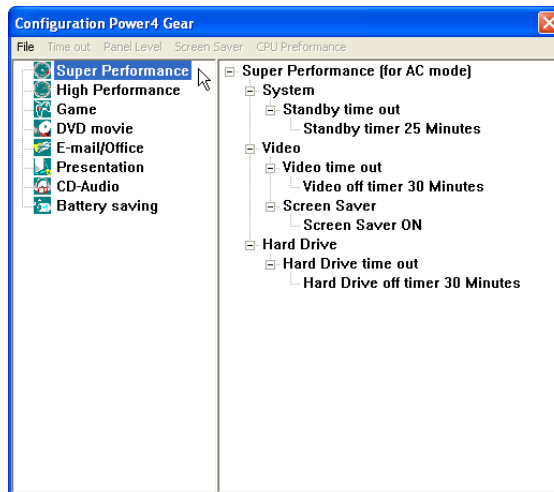 Configuration Power4 Gear
File Time out Panel Level Screen Saver CPU Preformance
Super Performance
High Performance
Game
DVD movie
E-mail/Office
Presentation
CD-Audio
Battery saving
Super Performance (for AC mode)
System
Standby time out
Standby timer 25 Minutes
Video
Video time out
Video off timer 30 Minutes
Screen Saver
Screen Saver ON
Hard Drive
Hard Drive time out
Hard Drive off timer 30 Minutes